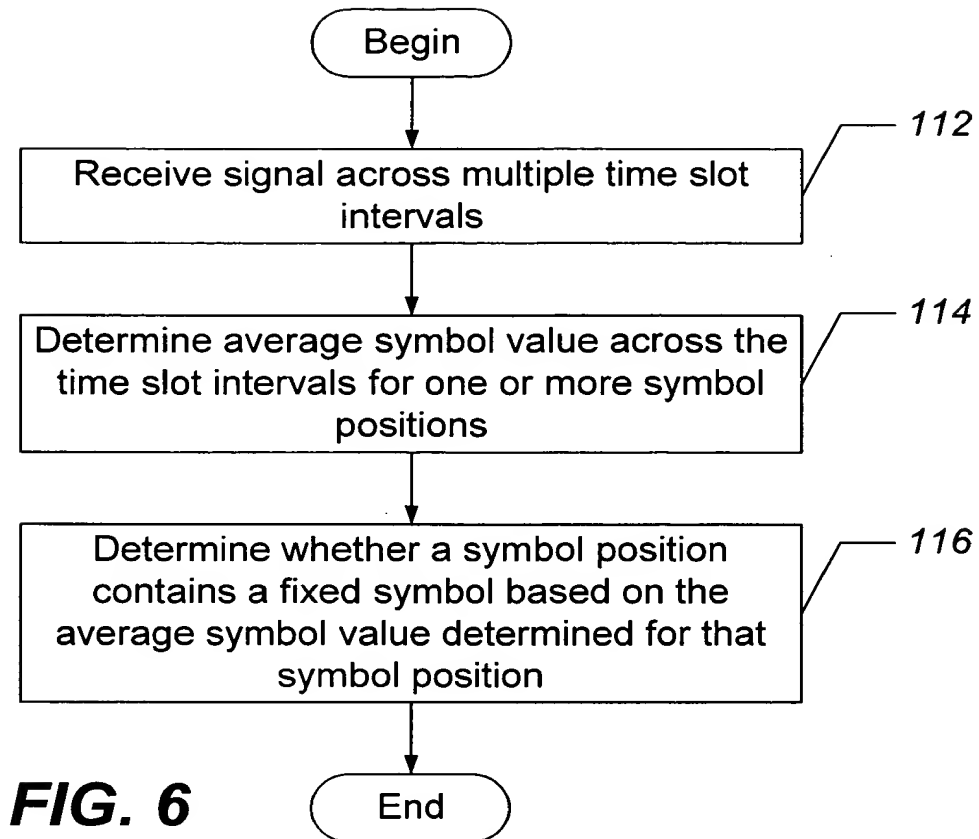 Begin
112
Receive signal across multiple time slot
intervals
114
Determine average symbol value across the
time slot intervals for one or more symbol
positions
116
Determine whether a symbol position
contains a fixed symbol based on the
average symbol value determined for that
symbol position
FIG. 6
End